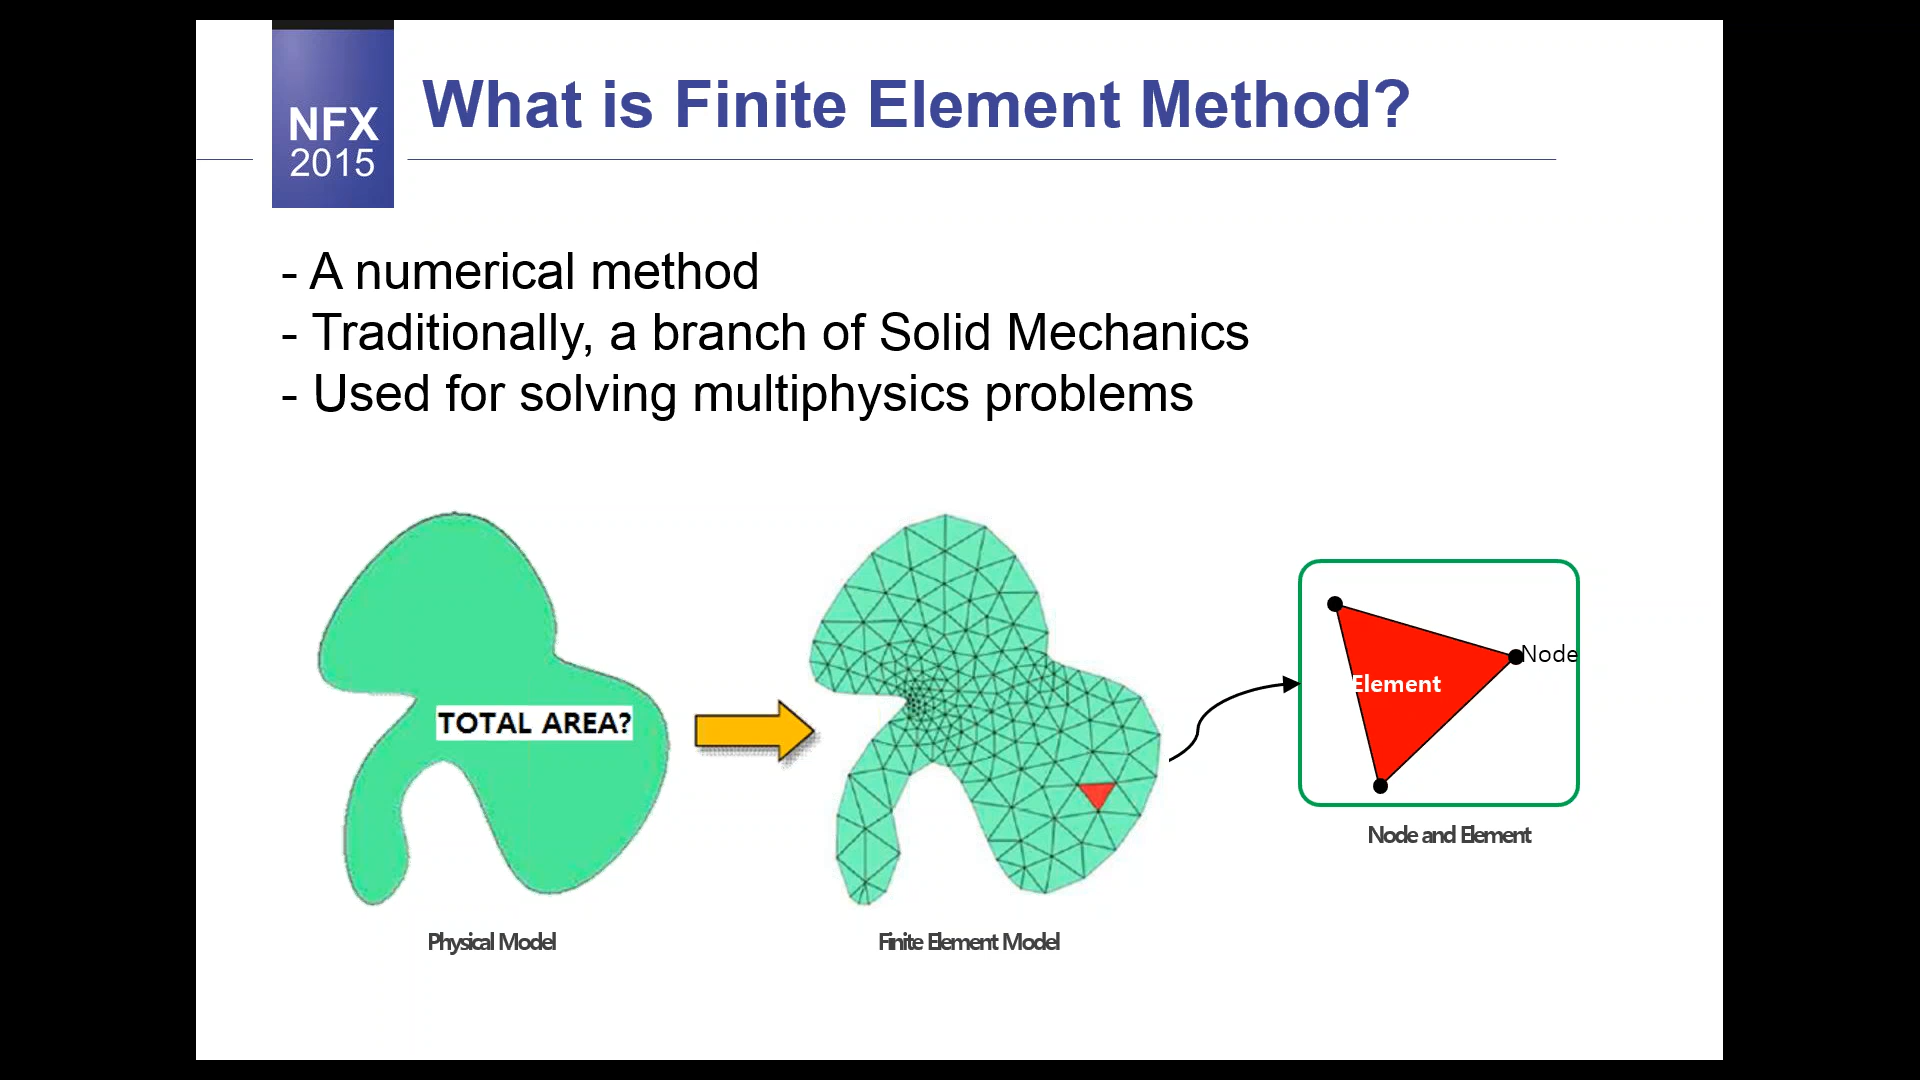 NFX
2015
What is Finite Element Method?
- A numerical method
- Traditionally, a branch of Solid Mechanics
- Used for solving multiphysics problems
TOTAL AREA?
Node
Element
Node and Element
Physical Model
Finite Element Model